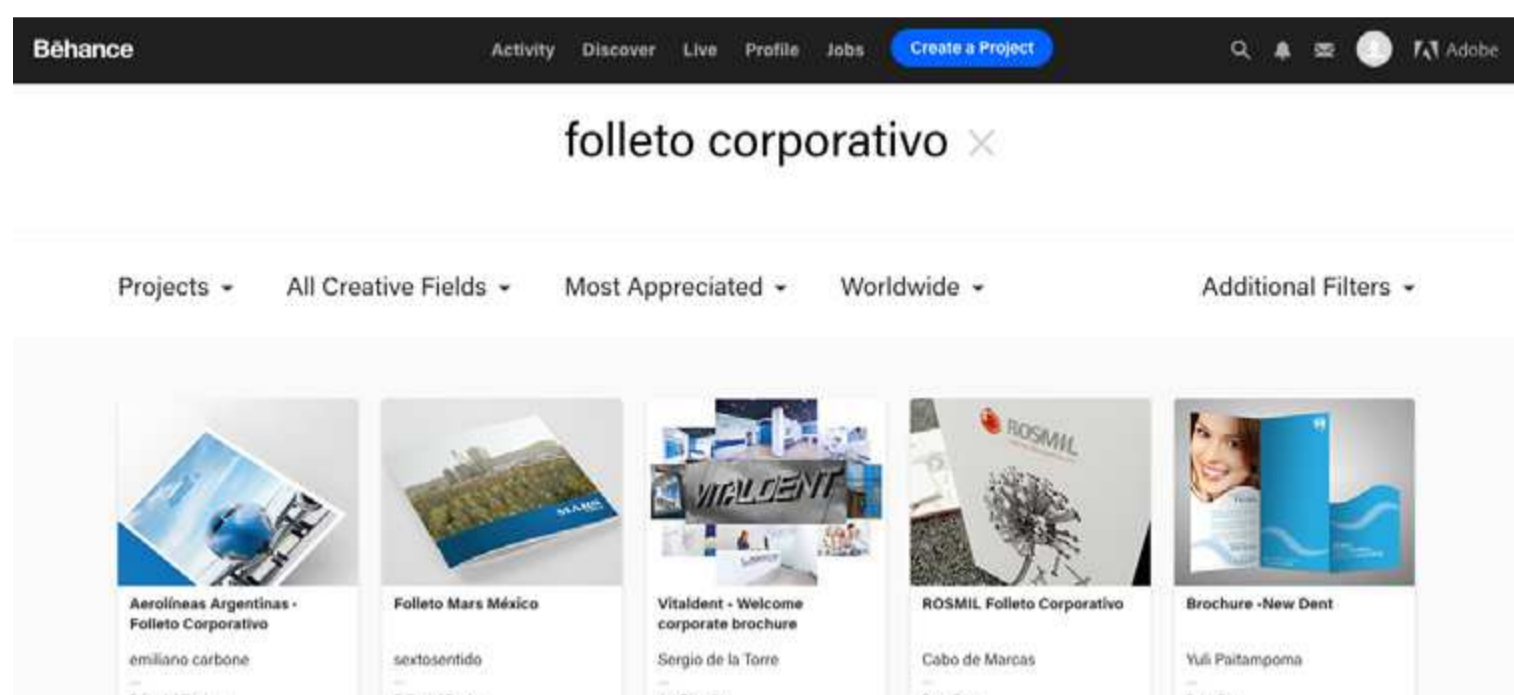 Bēhance
Activity Discover Live Profile Jobs Create a Project
Adobe
folleto corporativo
Projects All Creative Fields Most Appreciated Worldwide Additional Filters
MARS
VITALDENT
ROSMIL
Aerolíneas Argentinas -
Folleto Corporativo
emiliano carbone
Folleto Mars México
sextosentido
Vitaldent - Welcome
corporate brochure
Sergio de la Torre
ROSMIL Folleto Corporativo
Cabo de Marcas
Brochure -New Dent
Yuli Paitampoma